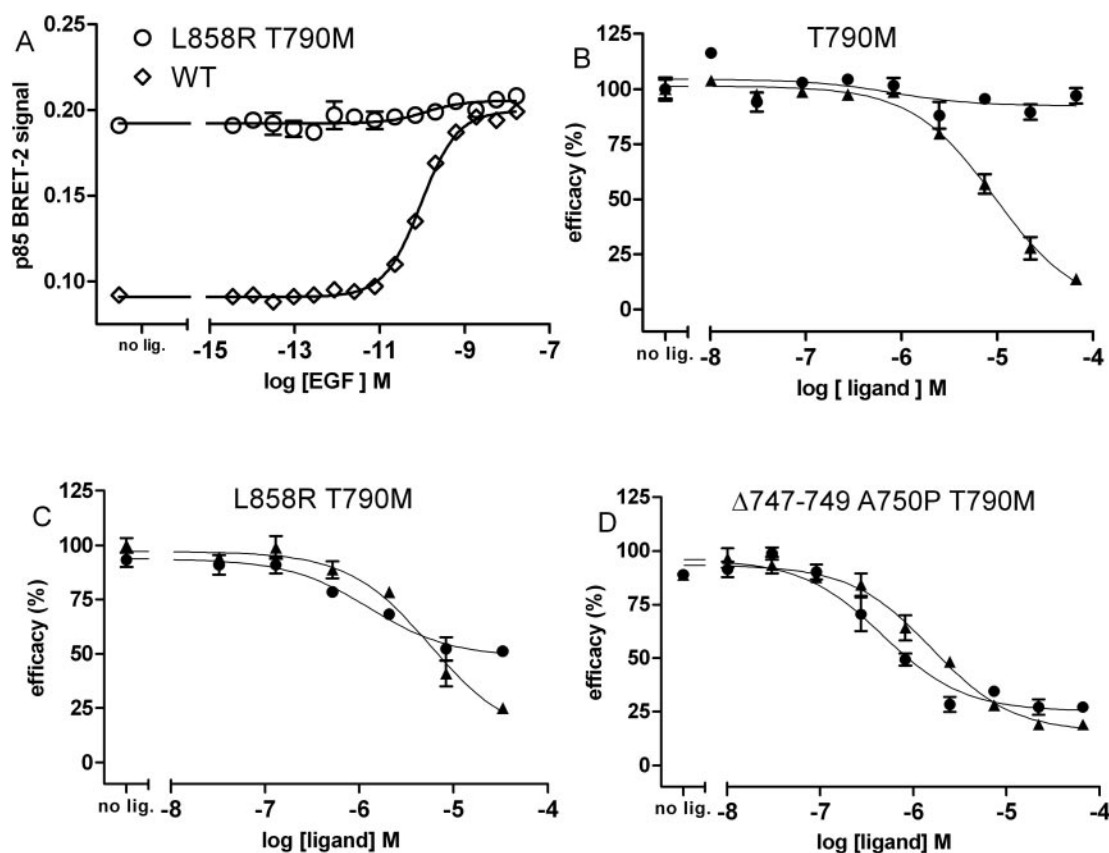 A
L858R T790M
WT
p85 BRET-2 signal
0.25
0.20
0.15
0.10
no lig.
-15
-13
-11
-9
-7
log [EGF ] M
B
T790M
efficacy (%)
125
100
75
50
25
0
no lig.
-8
-7
-6
-5
-4
log [ ligand ] M
C
L858R T790M
efficacy (%)
125
100
75
50
25
0
no lig.
-8
-7
-6
-5
-4
log [ligand] M
D
Δ747-749 A750P T790M
efficacy (%)
125
100
75
50
25
0
no lig.
-8
-7
-6
-5
-4
log [ligand] M